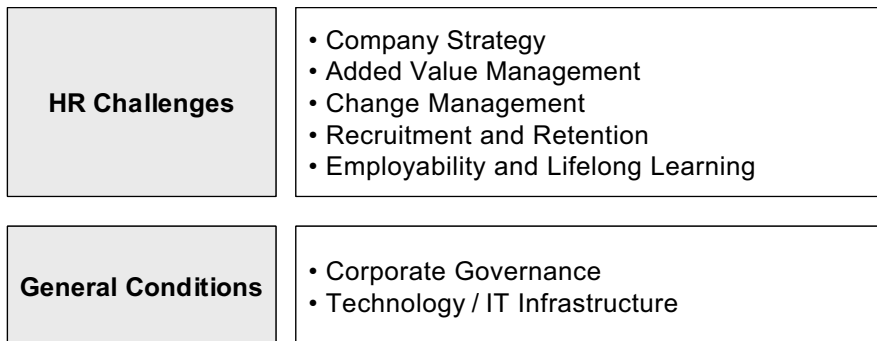 HR Challenges
• Company Strategy
• Added Value Management
• Change Management
• Recruitment and Retention
• Employability and Lifelong Learning
General Conditions
• Corporate Governance
• Technology / IT Infrastructure